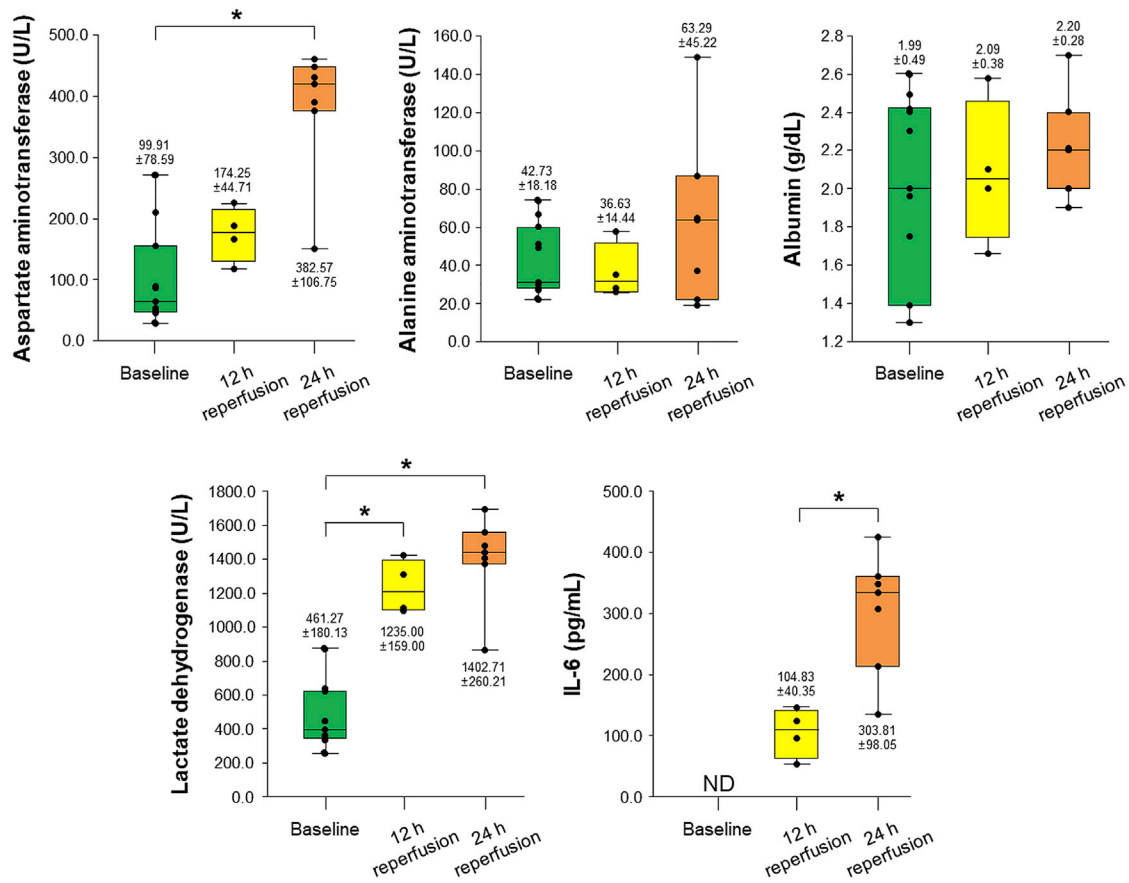 Aspartate aminotransferase (U/L)
500.0
400.0
300.0
200.0
100.0
0.0
*
99.91
±78.59
174.25
±44.71
382.57
±106.75
Baseline
12 h
reperfusion
24 h
reperfusion
Alanine aminotransferase (U/L)
160.0
140.0
120.0
100.0
80.0
60.0
40.0
20.0
0.0
42.73
±18.18
36.63
±14.44
63.29
±45.22
Baseline
12 h
reperfusion
24 h
reperfusion
Albumin (g/dL)
2.8
2.6
2.4
2.2
2.0
1.8
1.6
1.4
1.2
1.99
±0.49
2.09
±0.38
2.20
±0.28
Baseline
12 h
reperfusion
24 h
reperfusion
Lactate dehydrogenase (U/L)
1800.0
1600.0
1400.0
1200.0
1000.0
800.0
600.0
400.0
200.0
0.0
*
*
461.27
±180.13
1235.00
±159.00
1402.71
±260.21
Baseline
12 h
reperfusion
24 h
reperfusion
IL-6 (pg/mL)
500.0
400.0
300.0
200.0
100.0
0.0
*
ND
104.83
±40.35
303.81
±98.05
Baseline
12 h
reperfusion
24 h
reperfusion